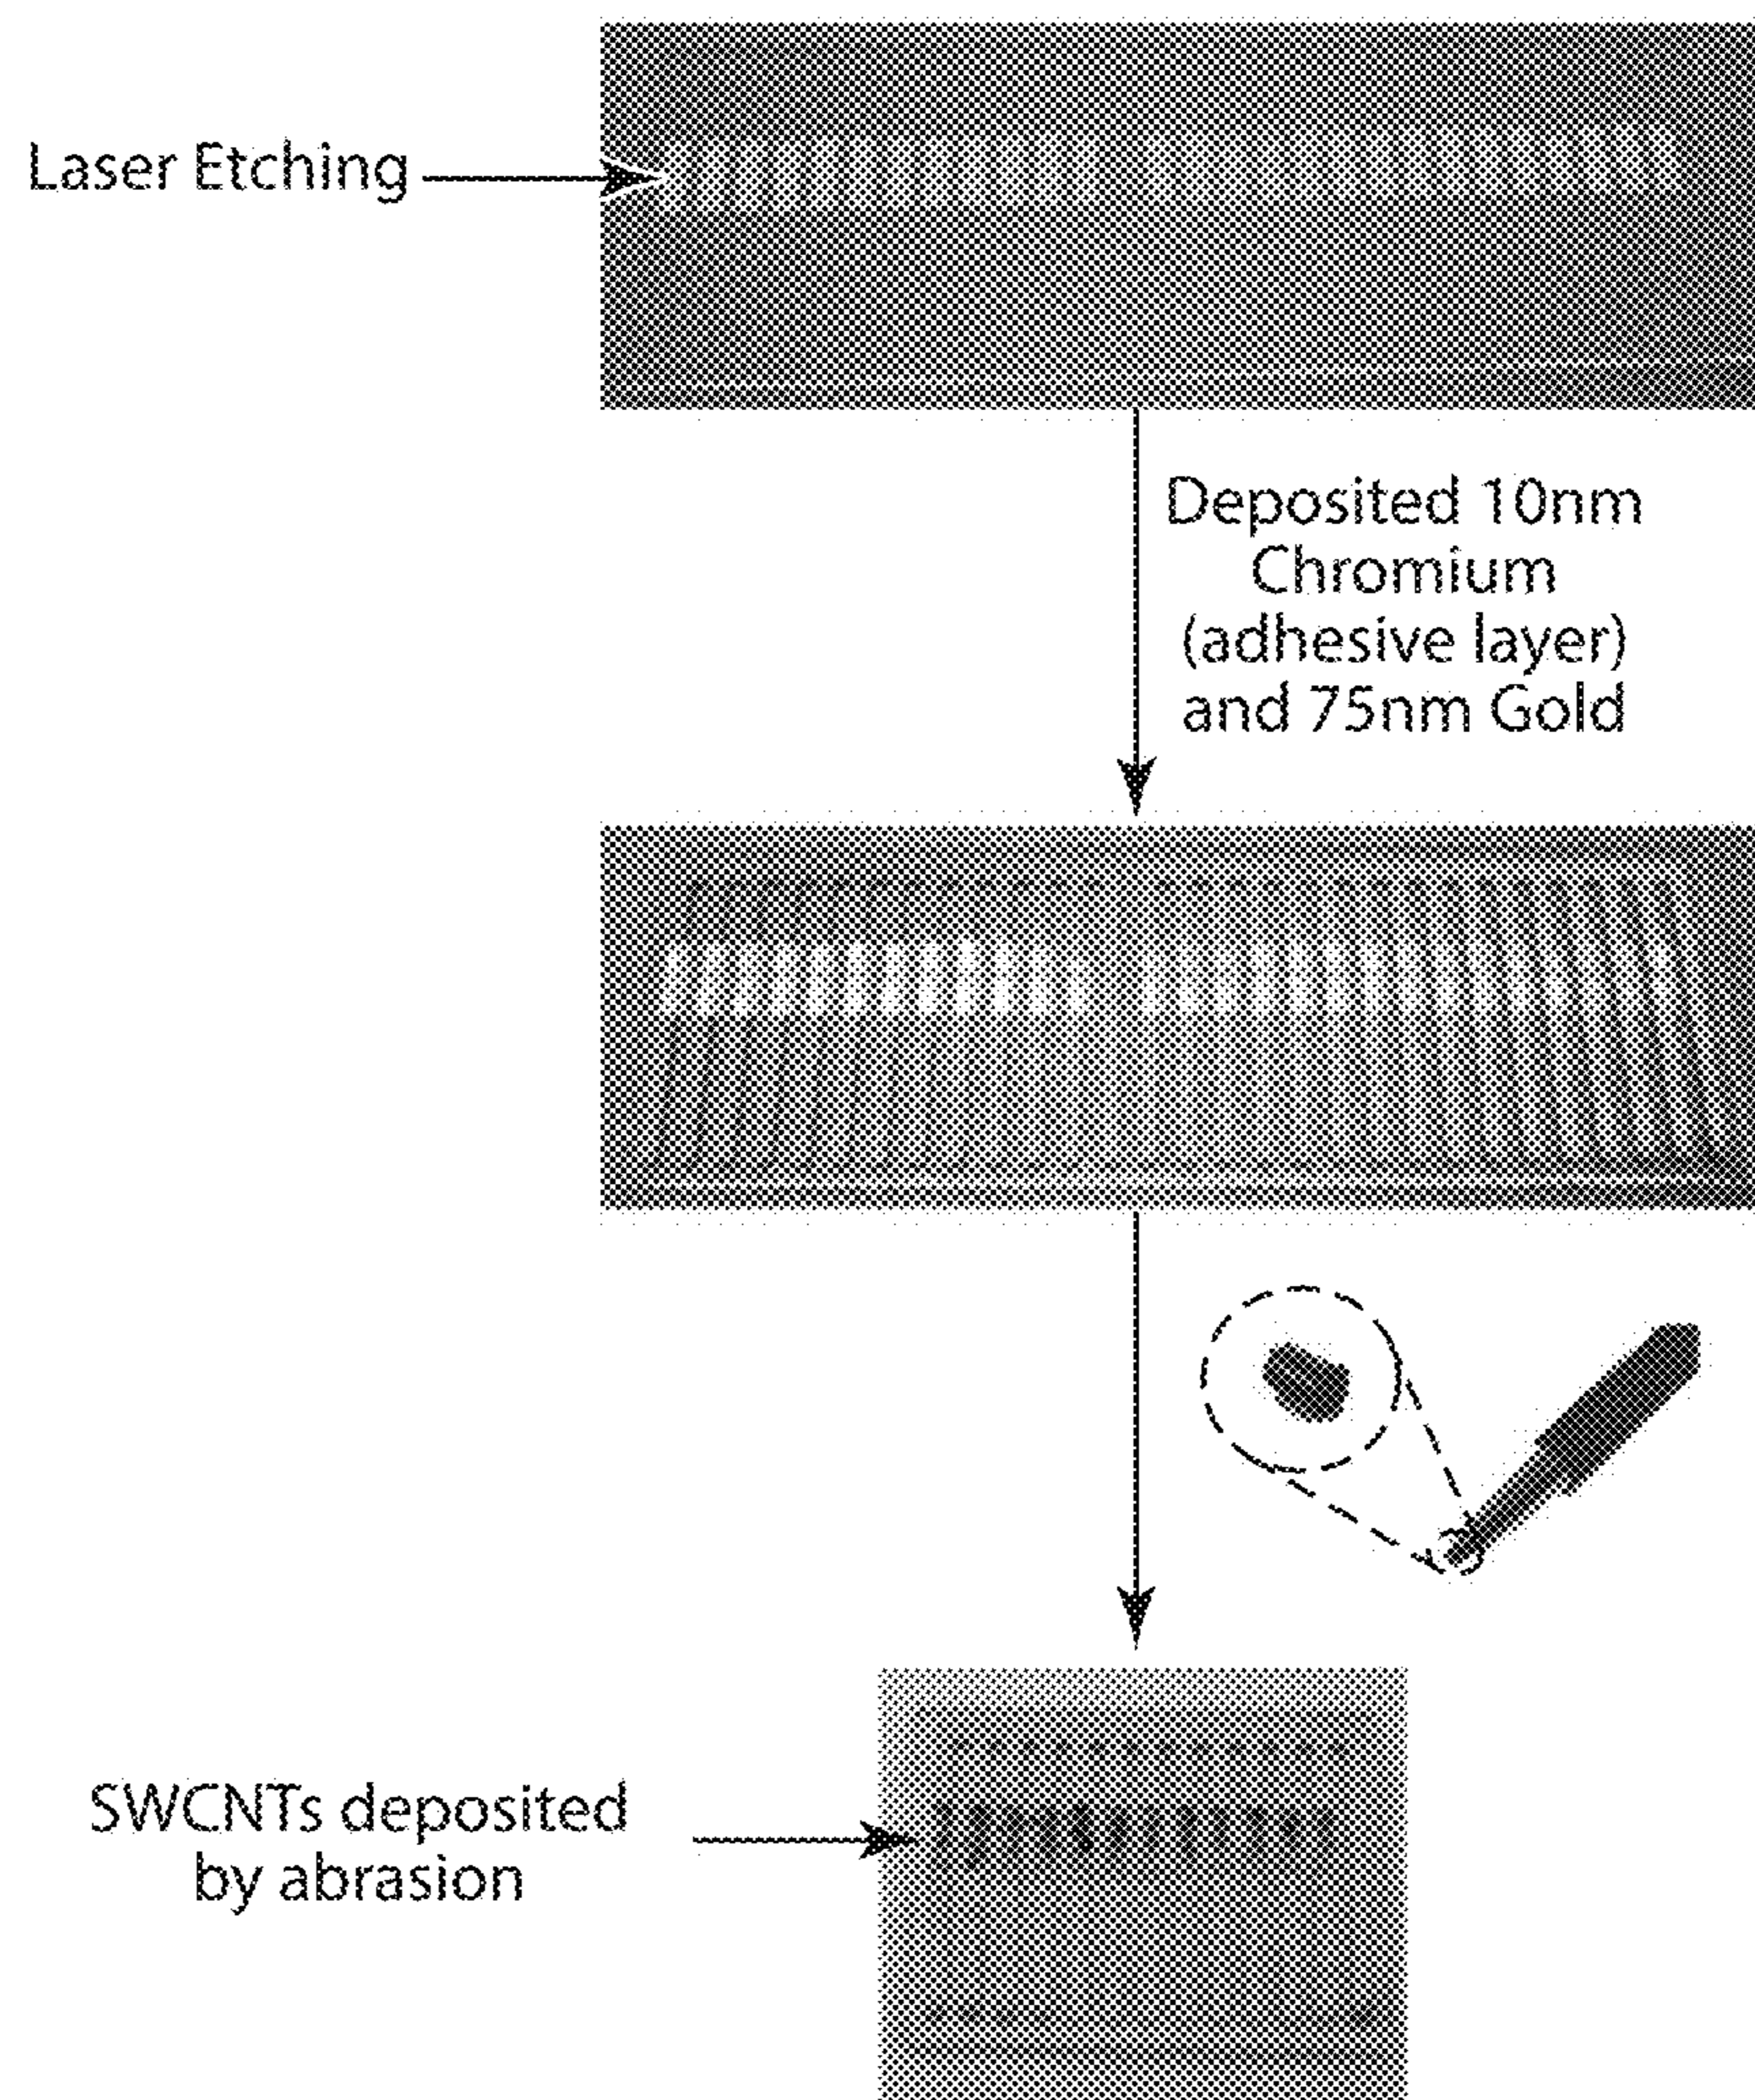 Laser Etching
Deposited 10nm
Chromium
(adhesive layer)
and 75nm Gold
SWCNTs deposited
by abrasion